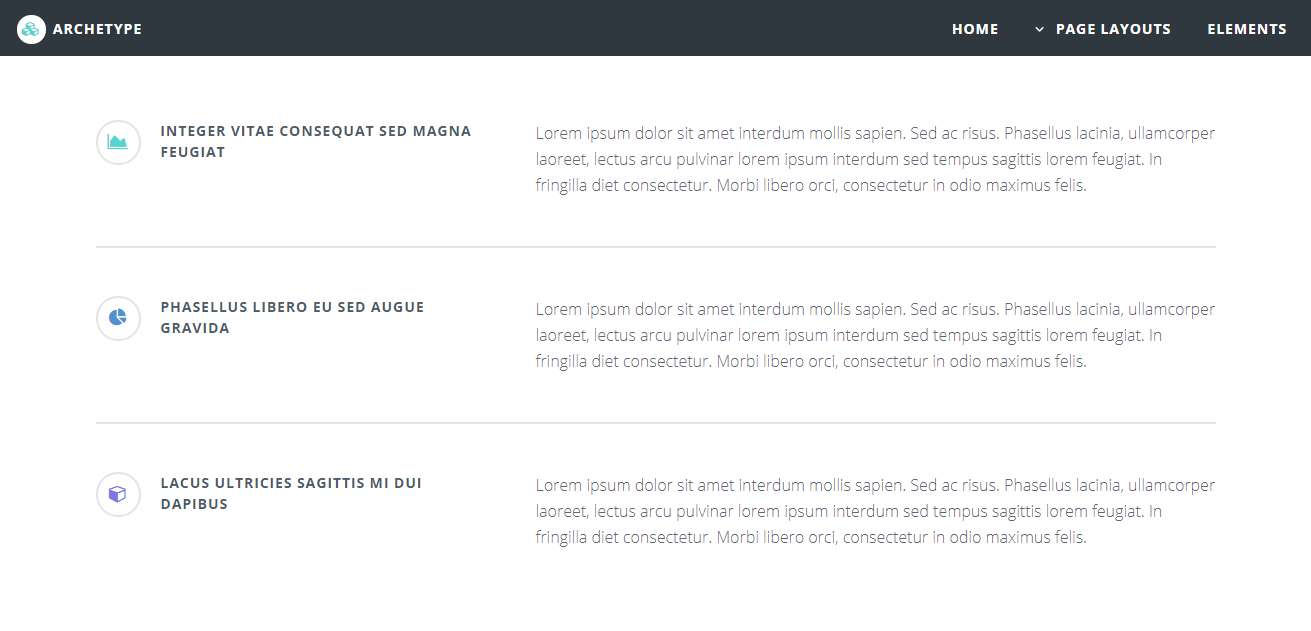 ARCHETYPE
HOME
PAGE LAYOUTS
ELEMENTS
INTEGER VITAE CONSEQUAT SED MAGNA
FEUGIAT
Lorem ipsum dolor sit amet interdum mollis sapien. Sed ac risus. Phasellus lacinia, ullamcorper
laoreet, lectus arcu pulvinar lorem ipsum interdum sed tempus sagittis lorem feugiat. In
fringilla diet consectetur. Morbi libero orci, consectetur in odio maximus felis.
PHASELLUS LIBERO EU SED AUGUE
GRAVIDA
Lorem ipsum dolor sit amet interdum mollis sapien. Sed ac risus. Phasellus lacinia, ullamcorper
laoreet, lectus arcu pulvinar lorem ipsum interdum sed tempus sagittis lorem feugiat. In
fringilla diet consectetur. Morbi libero orci, consectetur in odio maximus felis.
LACUS ULTRICIES SAGITTIS MI DUI
DAPIBUS
Lorem ipsum dolor sit amet interdum mollis sapien. Sed ac risus. Phasellus lacinia, ullamcorper
laoreet, lectus arcu pulvinar lorem ipsum interdum sed tempus sagittis lorem feugiat. In
fringilla diet consectetur. Morbi libero orci, consectetur in odio maximus felis.